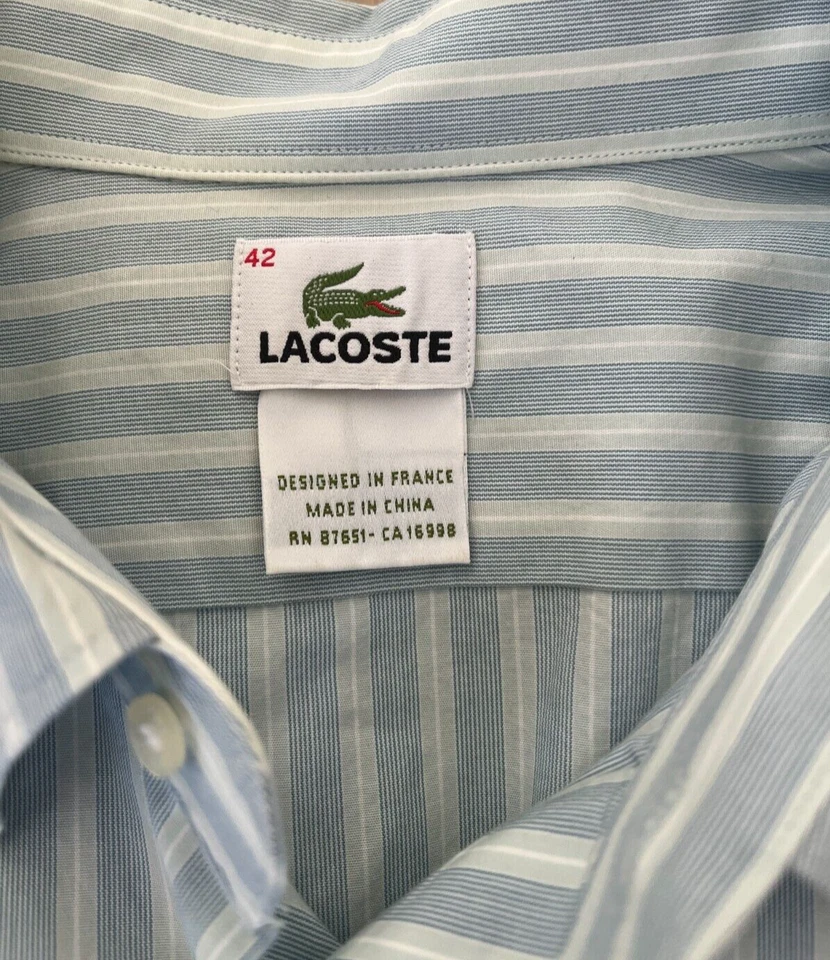 42
LACOSTE
DESIGNED IN FRANCE
MADE IN CHINA
RN 87651- CA16998